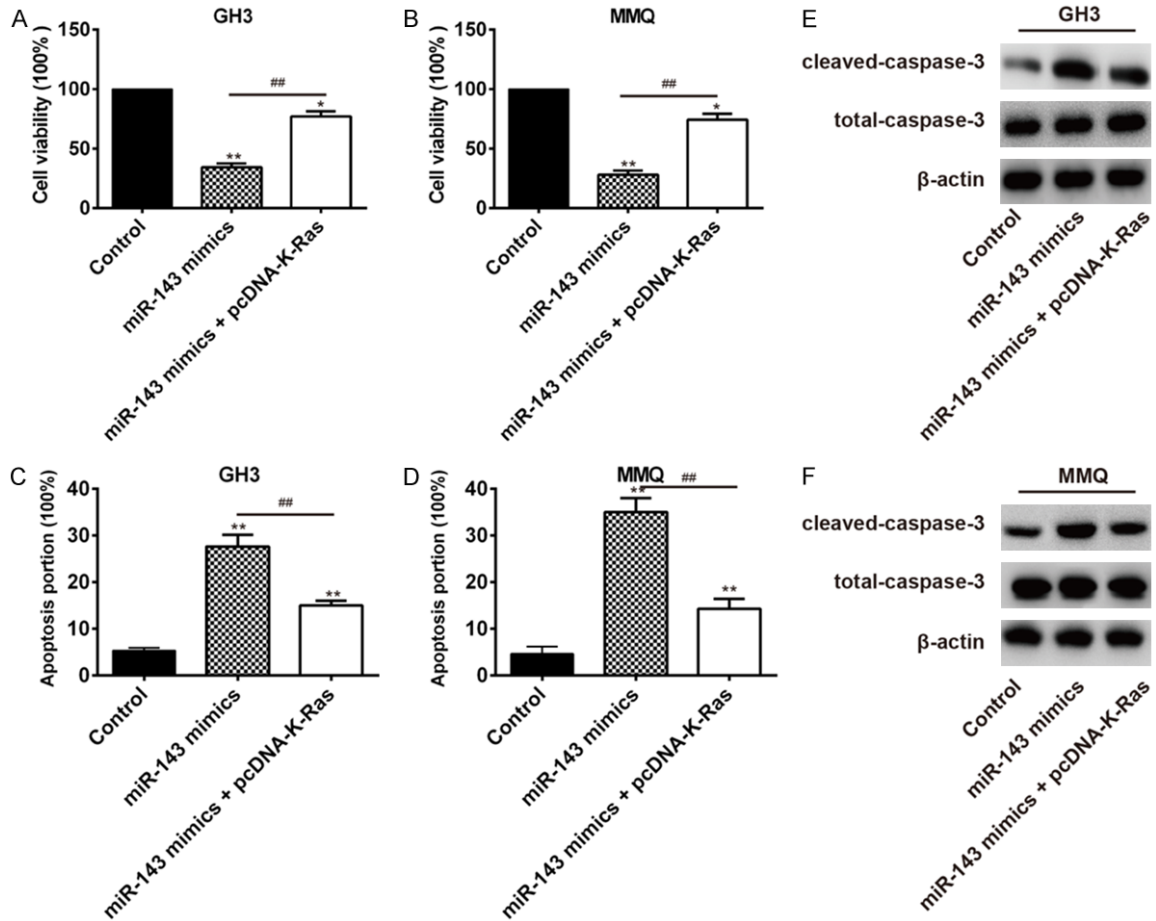 A
GH3
Cell viability (100%)
150
100
50
0
##
**
*
Control
miR-143 mimics
miR-143 mimics + pcDNA-K-Ras
B
MMQ
Cell viability (100%)
150
100
50
0
##
**
*
Control
miR-143 mimics
miR-143 mimics + pcDNA-K-Ras
E
GH3
cleaved-caspase-3
total-caspase-3
β-actin
Control
miR-143 mimics
miR-143 mimics + pcDNA-K-Ras
C
GH3
Apoptosis portion (100%)
40
30
20
10
0
##
**
**
Control
miR-143 mimics
miR-143 mimics + pcDNA-K-Ras
D
MMQ
Apoptosis portion (100%)
40
30
20
10
0
##
**
**
Control
miR-143 mimics
miR-143 mimics + pcDNA-K-Ras
F
MMQ
cleaved-caspase-3
total-caspase-3
β-actin
Control
miR-143 mimics
miR-143 mimics + pcDNA-K-Ras